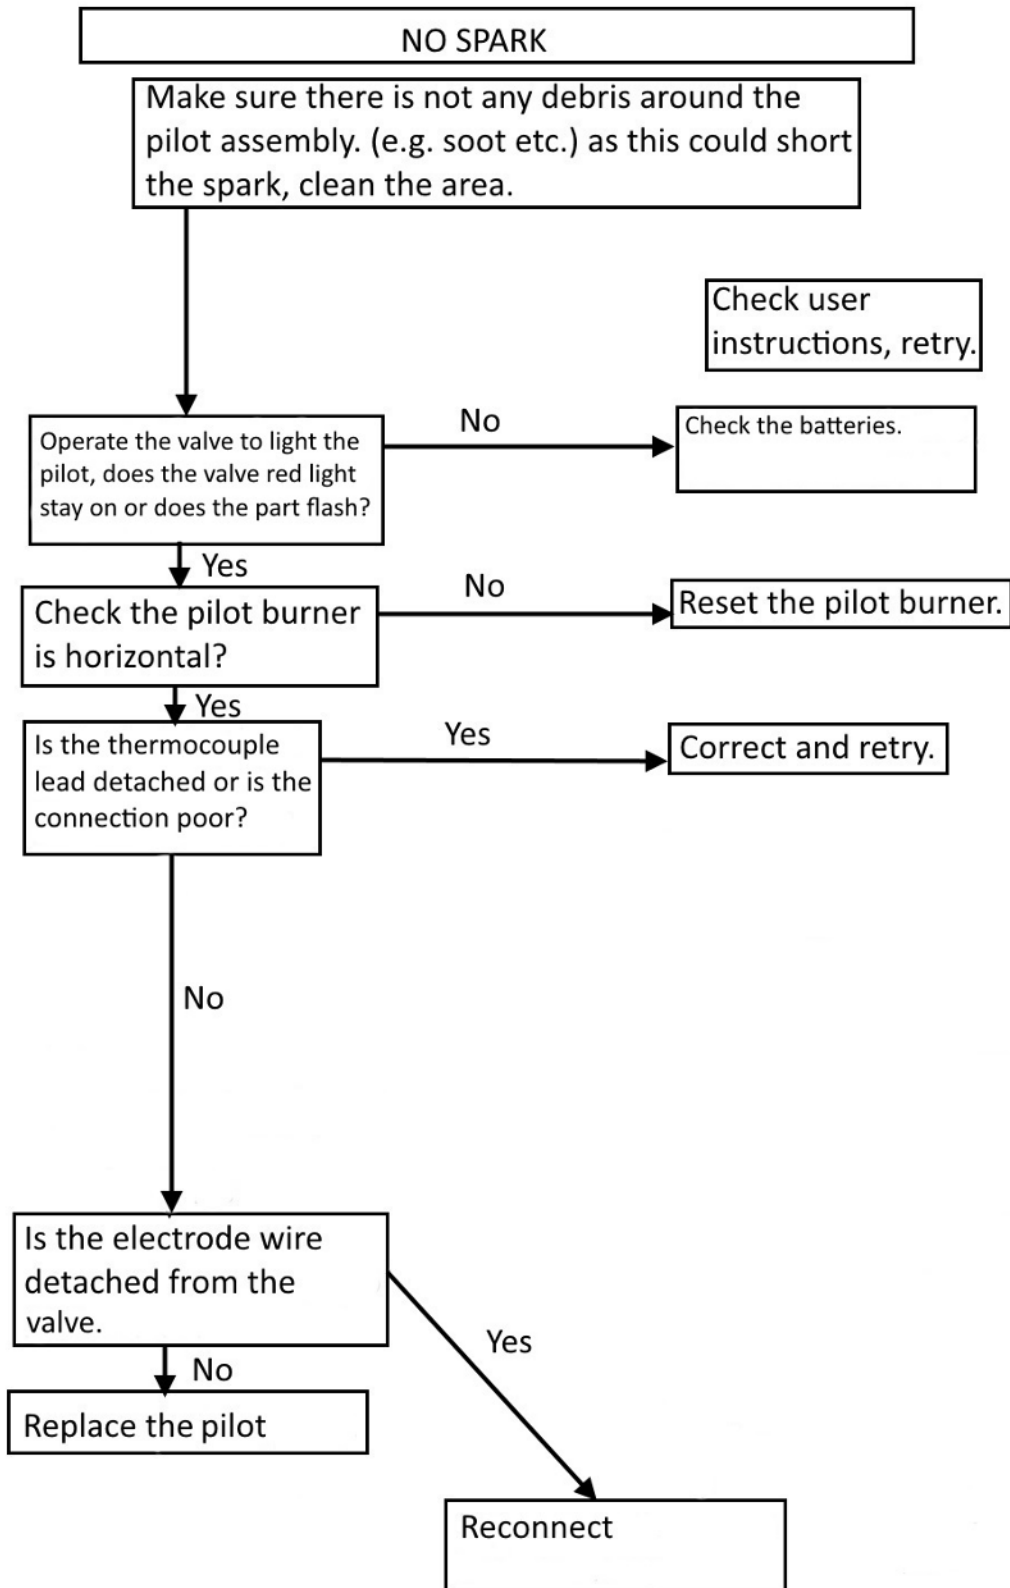 NO SPARK
Make sure there is not any debris around the
pilot assembly. (e.g. soot etc.) as this could short
the spark, clean the area.
Check user
instructions, retry.
Operate the valve to light the
pilot, does the valve red light
stay on or does the part flash?
No
Check the batteries.
Yes
Check the pilot burner
is horizontal?
No
Reset the pilot burner.
Yes
Is the thermocouple
lead detached or is the
connection poor?
Yes
Correct and retry.
No
Is the electrode wire
detached from the
valve.
Yes
No
Replace the pilot
Reconnect